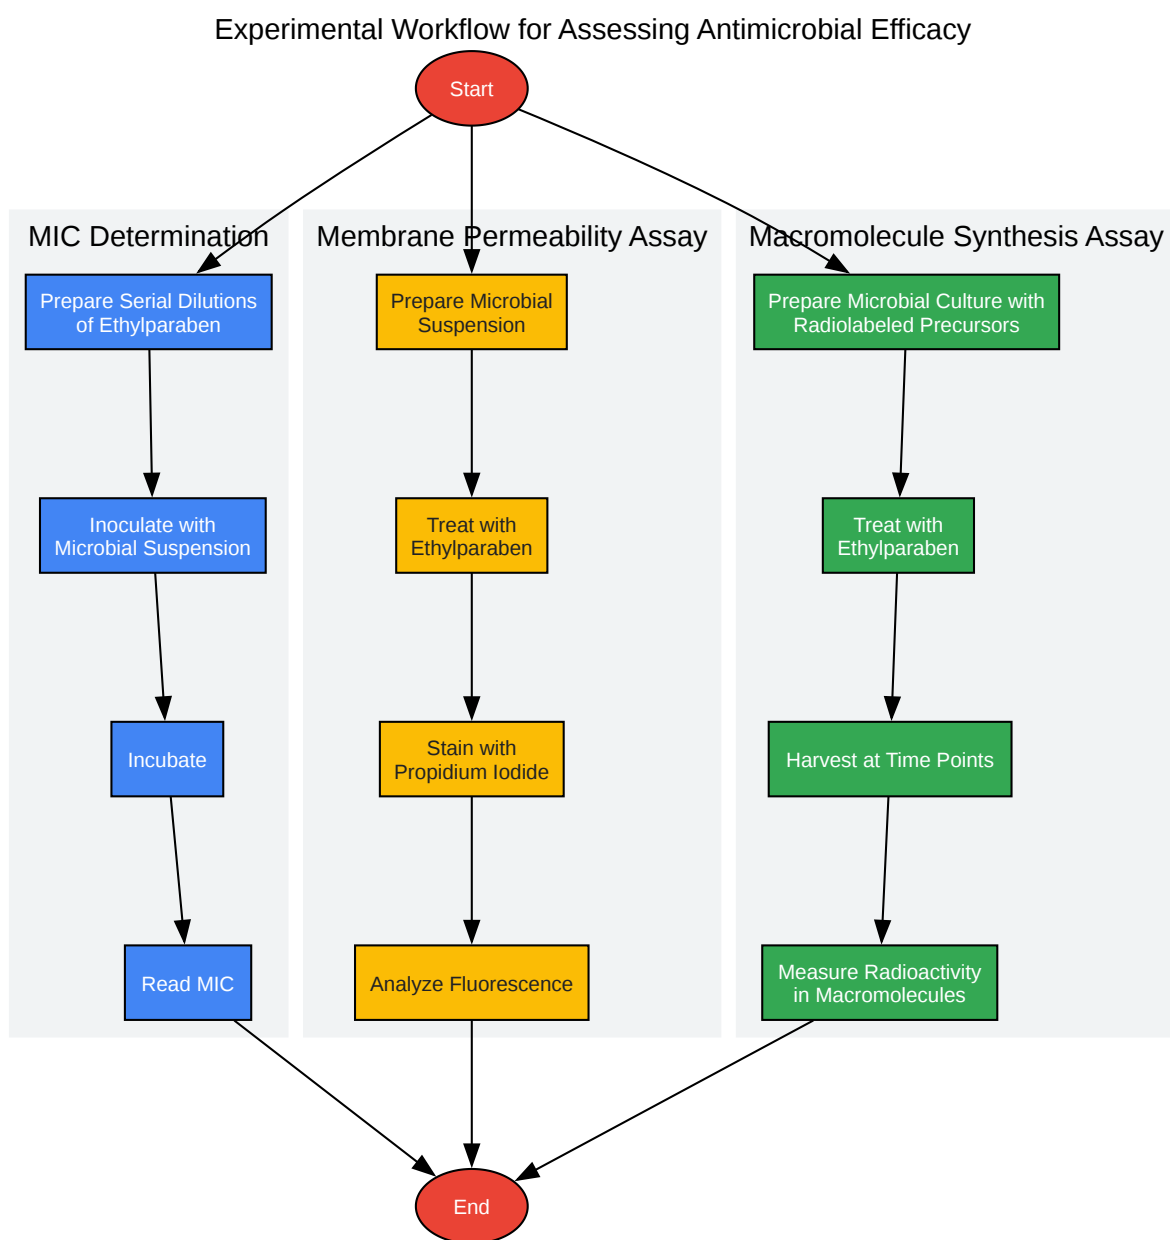 Experimental Workflow for Assessing Antimicrobial Efficacy
Start
MIC Determination
Prepare Serial Dilutions
of Ethylparaben
Inoculate with
Microbial Suspension
Incubate
Read MIC
Membrane Permeability Assay
Prepare Microbial
Suspension
Treat with
Ethylparaben
Stain with
Propidium Iodide
Analyze Fluorescence
Macromolecule Synthesis Assay
Prepare Microbial Culture with
Radiolabeled Precursors
Treat with
Ethylparaben
Harvest at Time Points
Measure Radioactivity
in Macromolecules
End